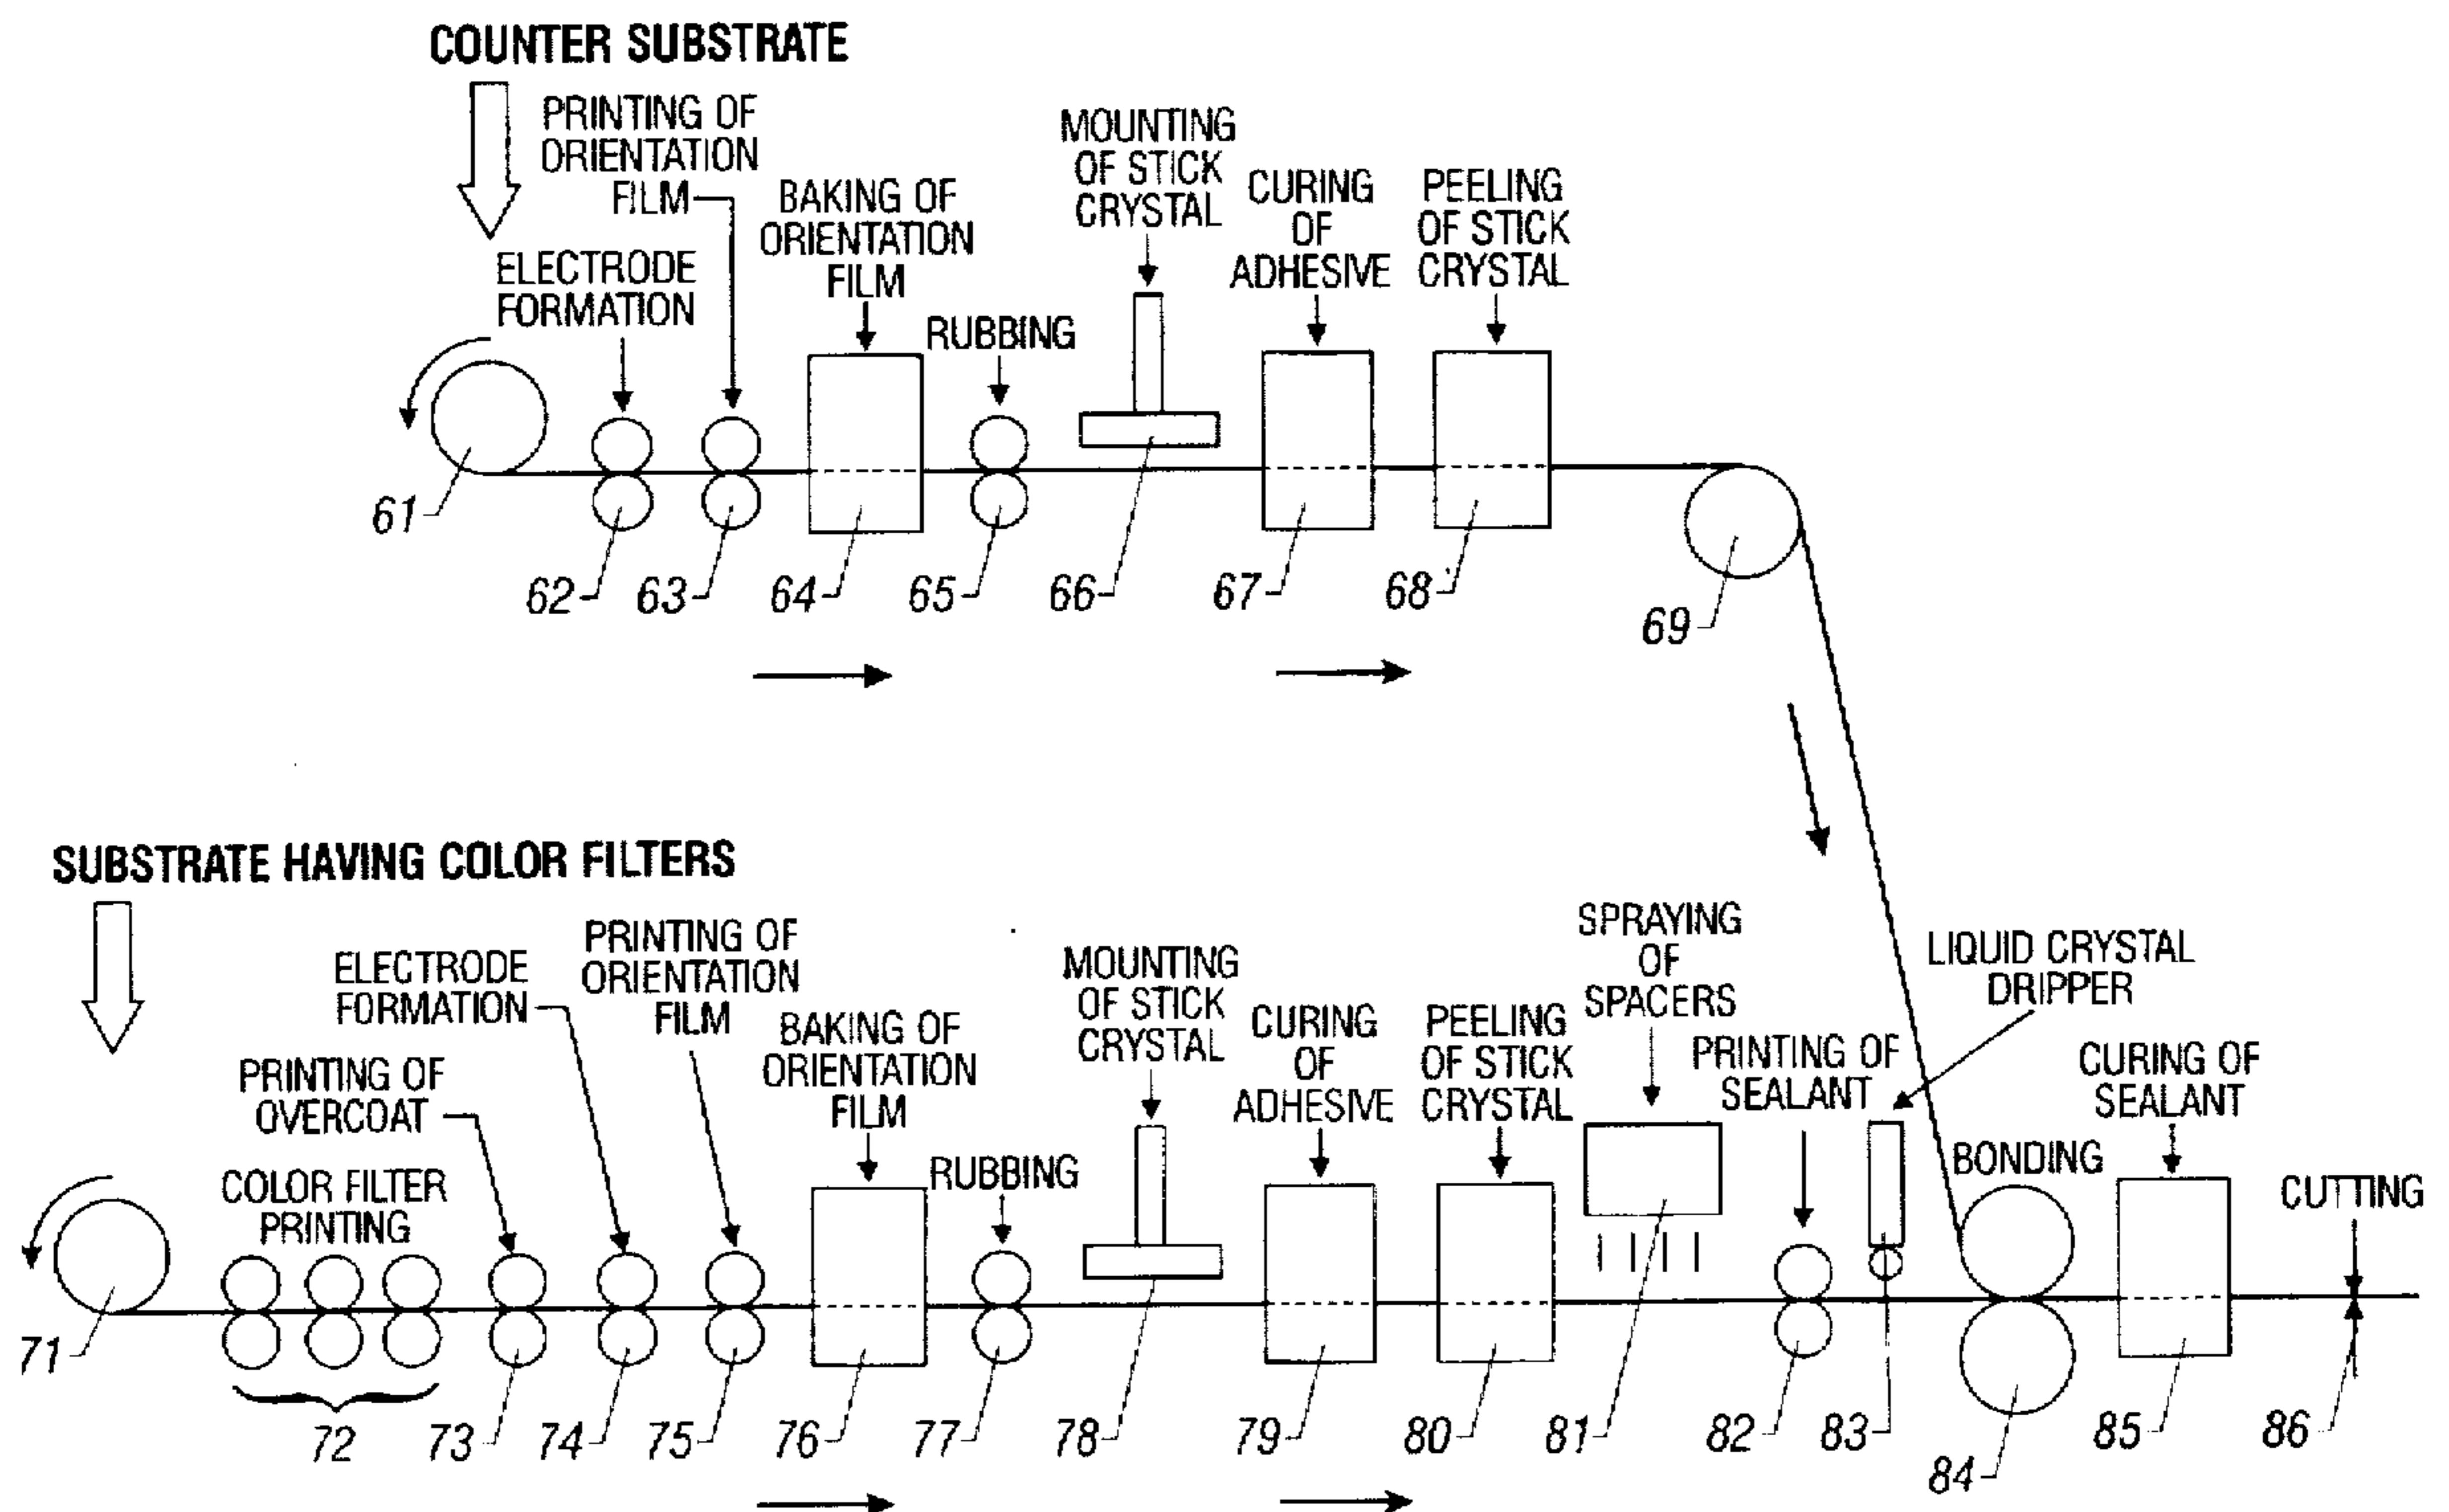 COUNTER SUBSTRATE
PRINTING OF
ORIENTATION
FILM
ELECTRODE
FORMATION
BAKING OF
ORIENTATION
FILM
RUBBING
MOUNTING
OF STICK
CRYSTAL
CURING
OF
ADHESIVE
PEELING
OF STICK
CRYSTAL
61
62
63
64
65
66
67
68
69
SUBSTRATE HAVING COLOR FILTERS
COLOR FILTER
PRINTING
PRINTING OF
OVERCOAT
ELECTRODE
FORMATION
PRINTING OF
ORIENTATION
FILM
BAKING OF
ORIENTATION
FILM
RUBBING
MOUNTING
OF STICK
CRYSTAL
CURING
OF
ADHESIVE
PEELING
OF STICK
CRYSTAL
SPRAYING
OF
SPACERS
PRINTING OF
SEALANT
LIQUID CRYSTAL
DRIPPER
BONDING
CURING OF
SEALANT
CUTTING
71
72
73
74
75
76
77
78
79
80
81
82
83
84
85
86